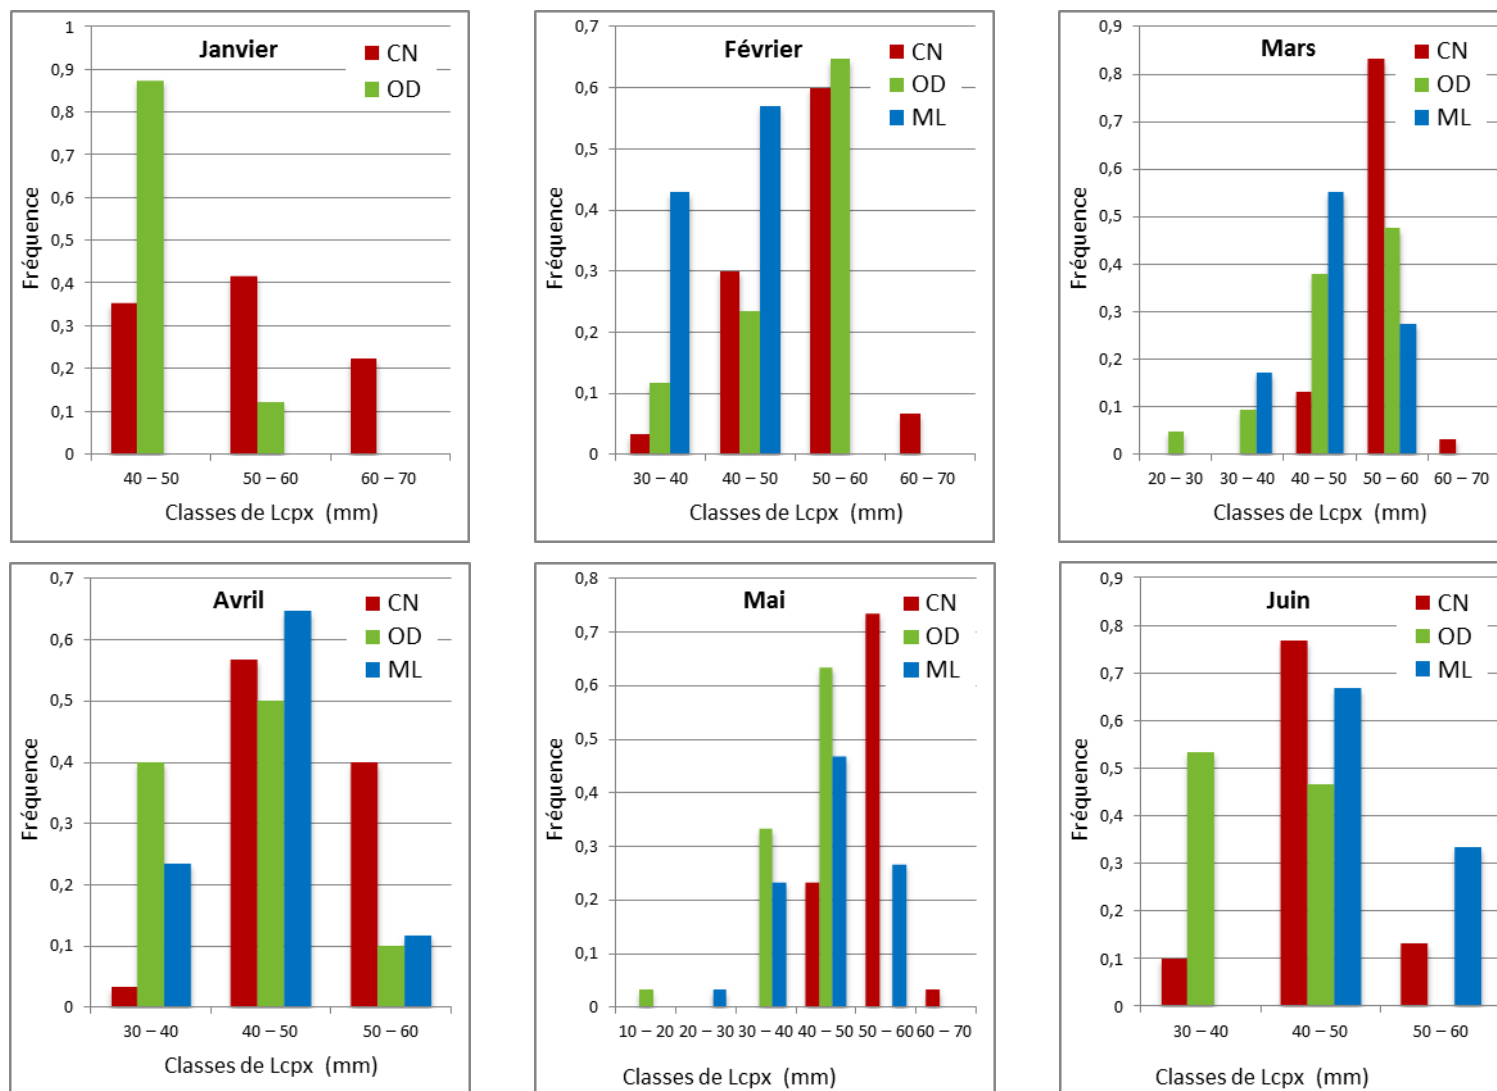 Janvier
CN
OD
1
0,9
0,8
0,7
0,6
0,5
0,4
0,3
0,2
0,1
0
Fréquence
40 – 50
50 – 60
60 – 70
Classes de Lcpx (mm)
Février
CN
OD
ML
0,7
0,6
0,5
0,4
0,3
0,2
0,1
0
Fréquence
30 – 40
40 – 50
50 – 60
60 – 70
Classes de Lcpx (mm)
Mars
CN
OD
ML
0,9
0,8
0,7
0,6
0,5
0,4
0,3
0,2
0,1
0
Fréquence
20 – 30
30 – 40
40 – 50
50 – 60
60 – 70
Classes de Lcpx (mm)
Avril
CN
OD
ML
0,7
0,6
0,5
0,4
0,3
0,2
0,1
0
Fréquence
30 – 40
40 – 50
50 – 60
Classes de Lcpx (mm)
Mai
CN
OD
ML
0,8
0,7
0,6
0,5
0,4
0,3
0,2
0,1
0
Fréquence
10 – 20
20 – 30
30 – 40
40 – 50
50 – 60
60 – 70
Classes de Lcpx (mm)
Juin
CN
OD
ML
0,9
0,8
0,7
0,6
0,5
0,4
0,3
0,2
0,1
0
Fréquence
30 – 40
40 – 50
50 – 60
Classes de Lcpx (mm)